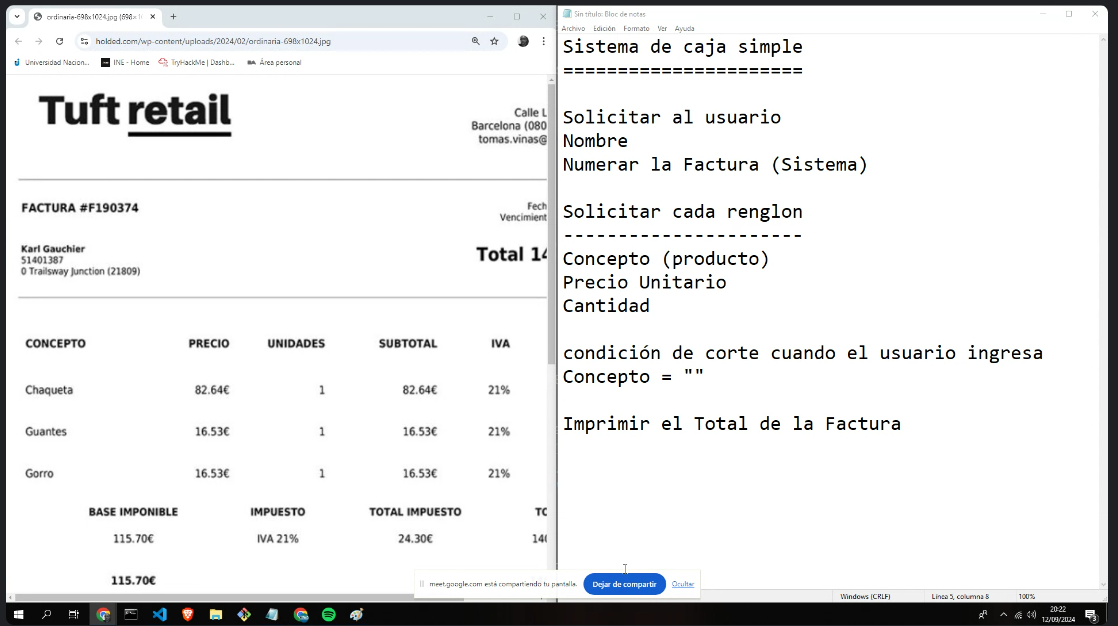 ordinaria-698x1024.jpg (698×1
holded.com/wp-content/uploads/2024/02/ordinaria-698x1024.jpg
Universidad Nacion...
INE - Home
TryHackMe | Dashb...
Área personal
Tuft retail
Calle L
Barcelona (080
tomas.vinas@
FACTURA #F190374
Fech
Vencimient
Karl Gauchier
51401387
0 Trailsway Junction (21809)
Total 14
CONCEPTO PRECIO UNIDADES SUBTOTAL IVA
Chaqueta 82.64€ 1 82.64€ 21%
Guantes 16.53€ 1 16.53€ 21%
Gorro 16.53€ 1 16.53€ 21%
BASE IMPONIBLE IMPUESTO TOTAL IMPUESTO TO
115.70€ IVA 21% 24.30€ 140
115.70€
Sin título: Bloc de notas
Archivo Edición Formato Ver Ayuda
Sistema de caja simple
======================
Solicitar al usuario
Nombre
Numerar la Factura (Sistema)
Solicitar cada renglon
----------------------
Concepto (producto)
Precio Unitario
Cantidad
condición de corte cuando el usuario ingresa
Concepto = ""
Imprimir el Total de la Factura
meet.google.com está compartiendo tu pantalla.
Dejar de compartir
Ocultar
Windows (CRLF)
Línea 5, columna 8
100%
20:22
12/09/2024
3